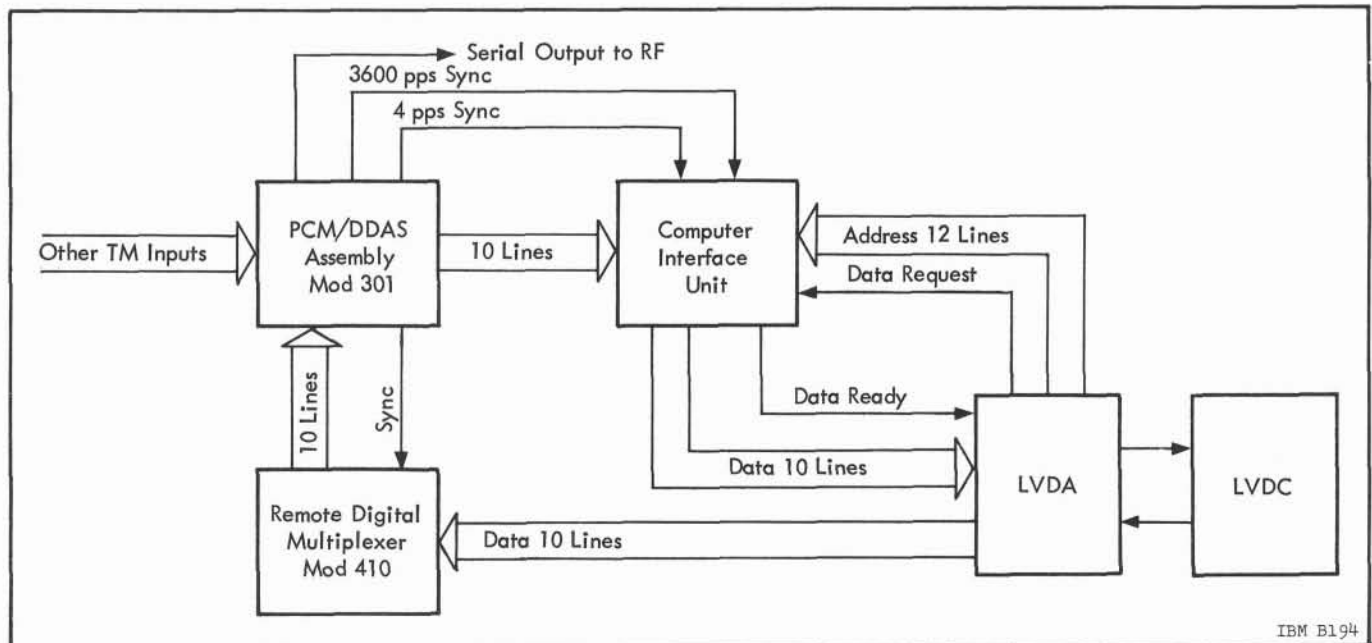 Serial Output to RF
3600 pps Sync
4 pps Sync
Other TM Inputs
PCM/DDAS
Assembly
Mod 301
10 Lines
Computer
Interface
Unit
Address 12 Lines
Data Request
10 Lines
Sync
Data Ready
Data 10 Lines
LVDA
LVDC
Remote Digital
Multiplexer
Mod 410
Data 10 Lines
IBM B194